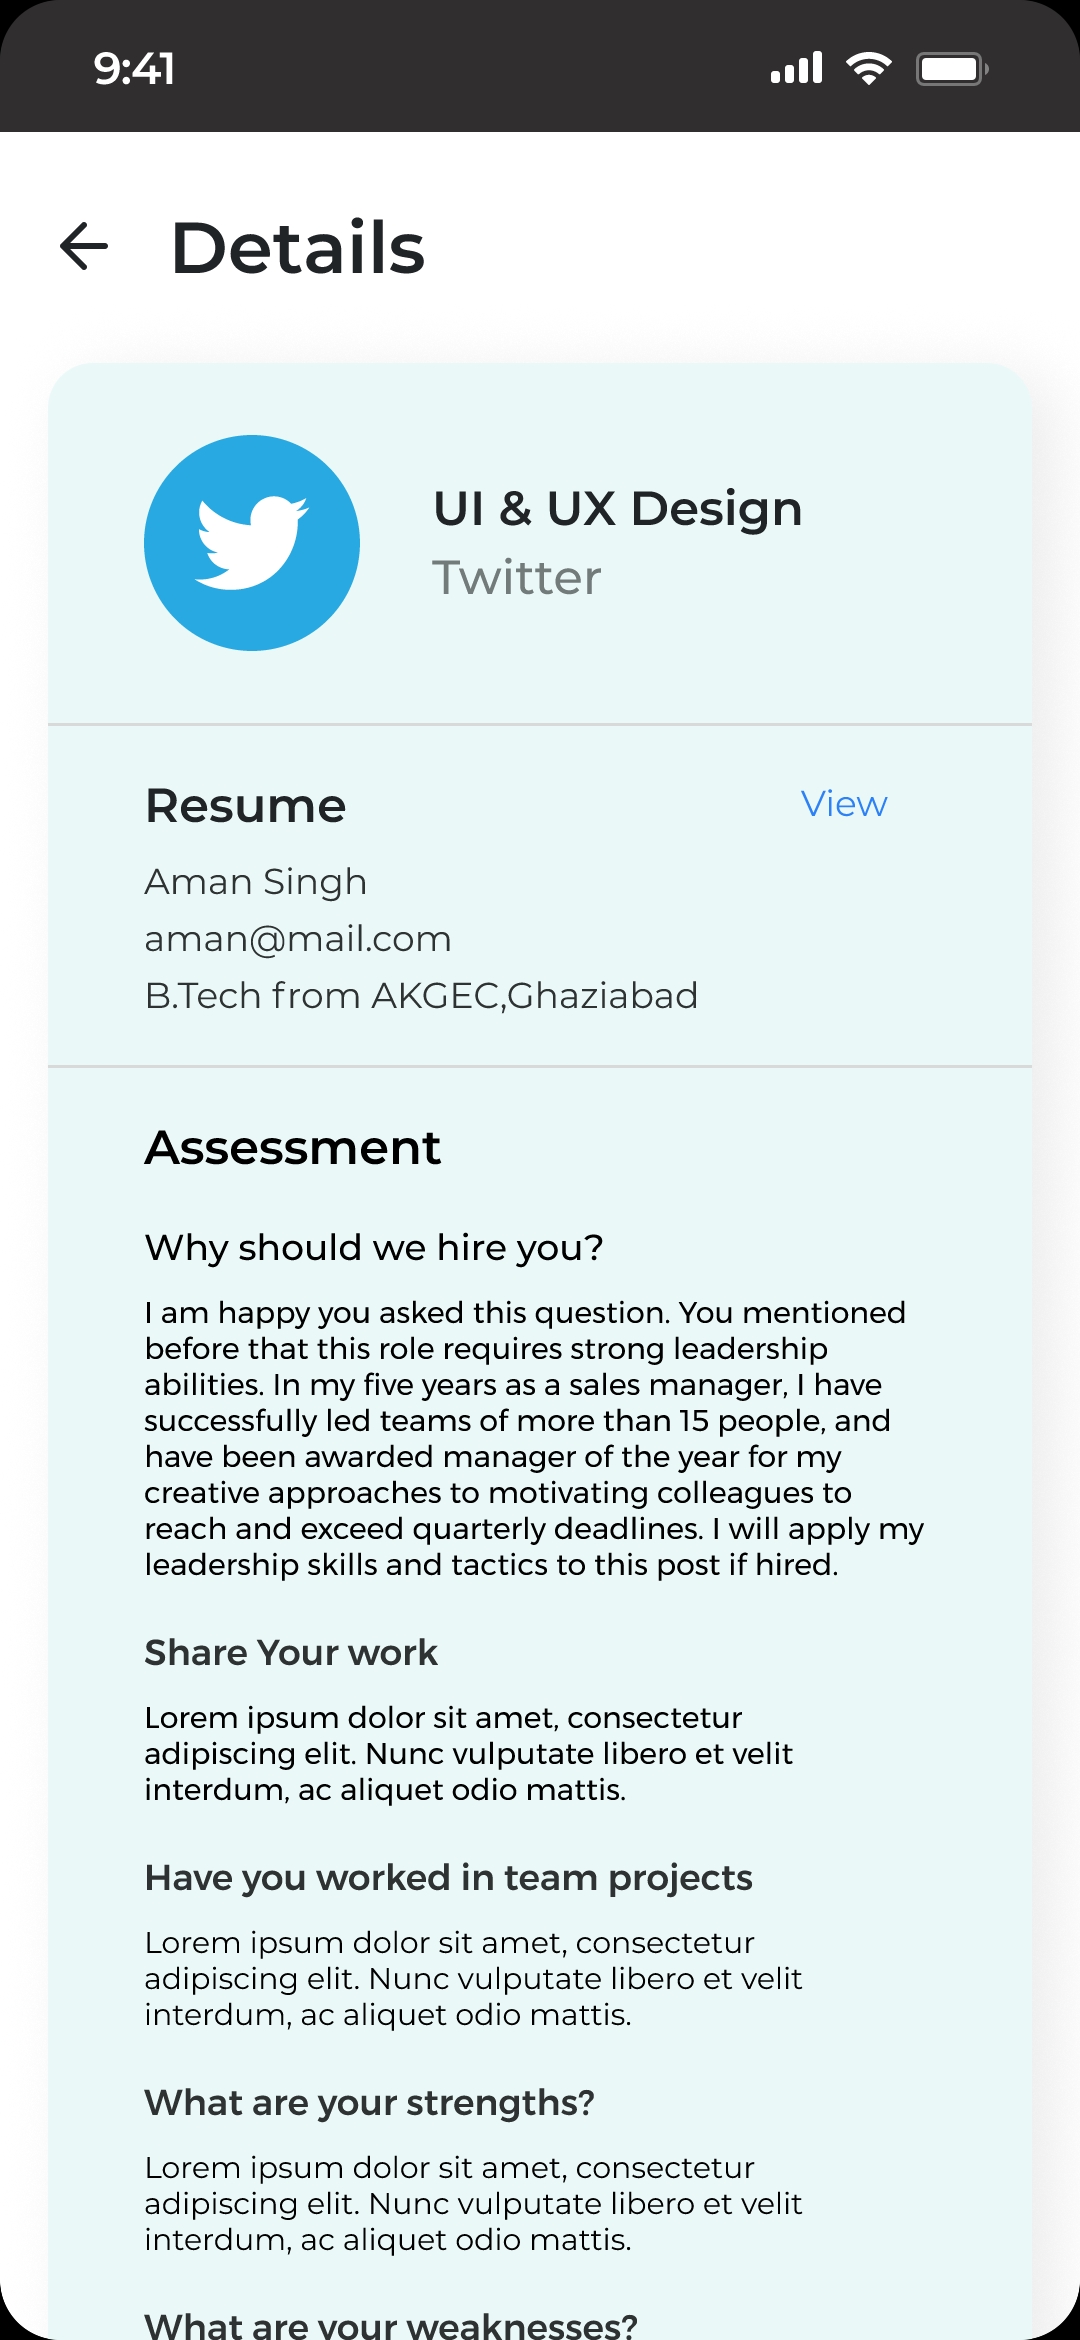 9:41
Details
UI & UX Design
Twitter
Resume
View
Aman Singh
aman@mail.com
B.Tech from AKGEC,Ghaziabad
Assessment
Why should we hire you?
I am happy you asked this question. You mentioned
before that this role requires strong leadership
abilities. In my five years as a sales manager, I have
successfully led teams of more than 15 people, and
have been awarded manager of the year for my
creative approaches to motivating colleagues to
reach and exceed quarterly deadlines. I will apply my
leadership skills and tactics to this post if hired.
Share Your work
Lorem ipsum dolor sit amet, consectetur
adipiscing elit. Nunc vulputate libero et velit
interdum, ac aliquet odio mattis.
Have you worked in team projects
Lorem ipsum dolor sit amet, consectetur
adipiscing elit. Nunc vulputate libero et velit
interdum, ac aliquet odio mattis.
What are your strengths?
Lorem ipsum dolor sit amet, consectetur
adipiscing elit. Nunc vulputate libero et velit
interdum, ac aliquet odio mattis.
What are your weaknesses?